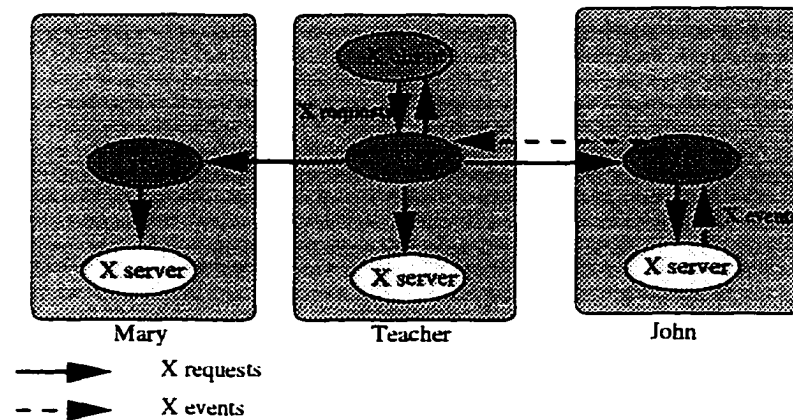 X requests
X events
X server
X server
X server
Mary
Teacher
John
X requests
X events